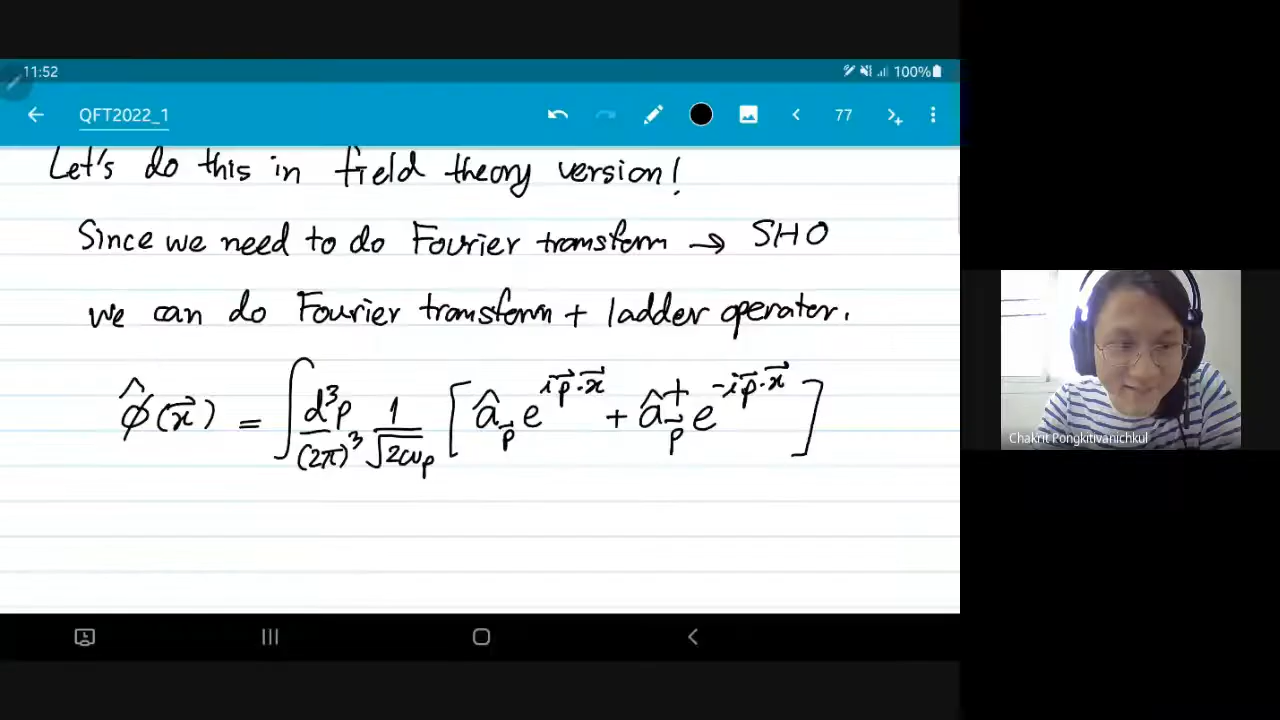 11:52
100%
QFT2022_1
77
Let's do this in field theory version!
Since we need to do Fourier transform → SHO
we can do Fourier transform + ladder operator.
φ̂(x⃗) = ∫ d³p/(2π)³ 1/√(2ω_p) [ â_p⃗ e^{ip⃗·x⃗} + â†_p⃗ e^{-ip⃗·x⃗} ]
Chakrit Pongkitivanichkul